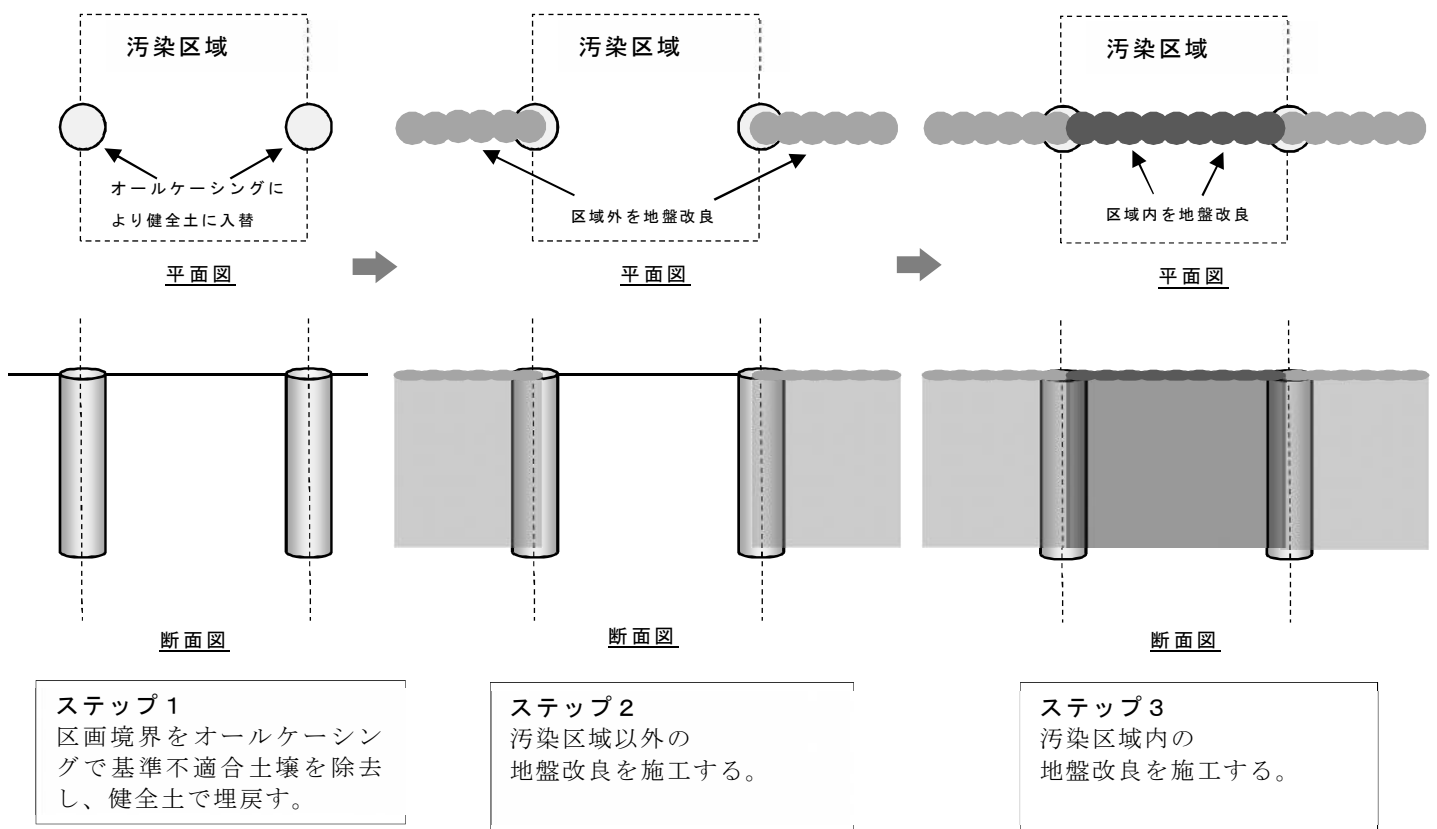 汚染区域
オールケーシングに
より健全土に入替
平面図
汚染区域
区域外を地盤改良
平面図
汚染区域
区域内を地盤改良
平面図
断面図
断面図
断面図
ステップ1
区画境界をオールケーシン
グで基準不適合土壌を除去
し、健全土で埋戻す。
ステップ2
汚染区域以外の
地盤改良を施工する。
ステップ3
汚染区域内の
地盤改良を施工する。